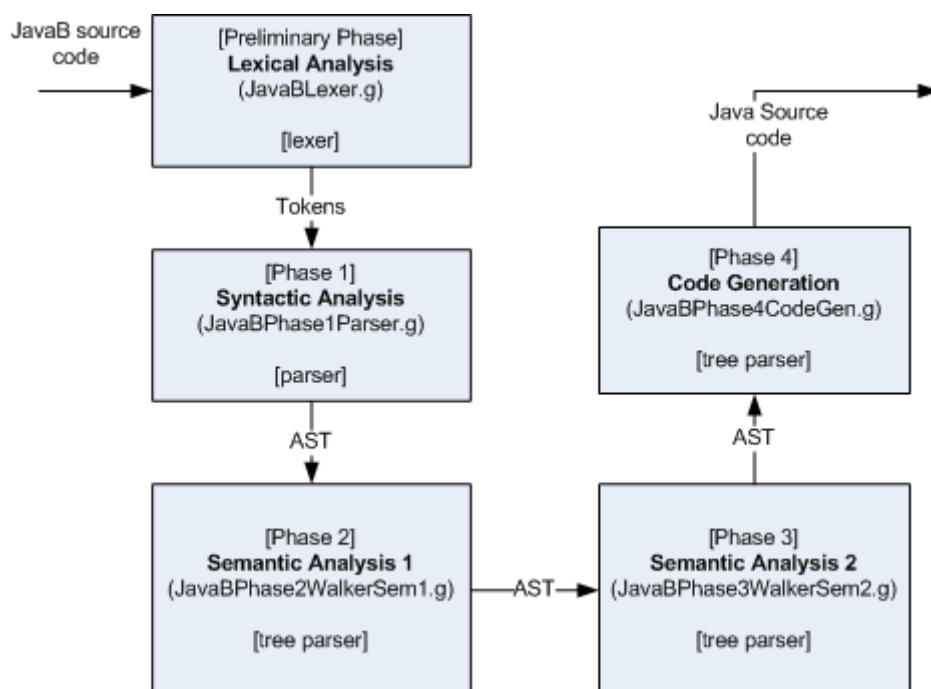 JavaB source
code
[Preliminary Phase]
Lexical Analysis
(JavaBLexer.g)
[lexer]
Tokens
[Phase 1]
Syntactic Analysis
(JavaBPhase1Parser.g)
[parser]
AST
[Phase 2]
Semantic Analysis 1
(JavaBPhase2WalkerSem1.g)
[tree parser]
AST
[Phase 3]
Semantic Analysis 2
(JavaBPhase3WalkerSem2.g)
[tree parser]
AST
[Phase 4]
Code Generation
(JavaBPhase4CodeGen.g)
[tree parser]
Java Source
code